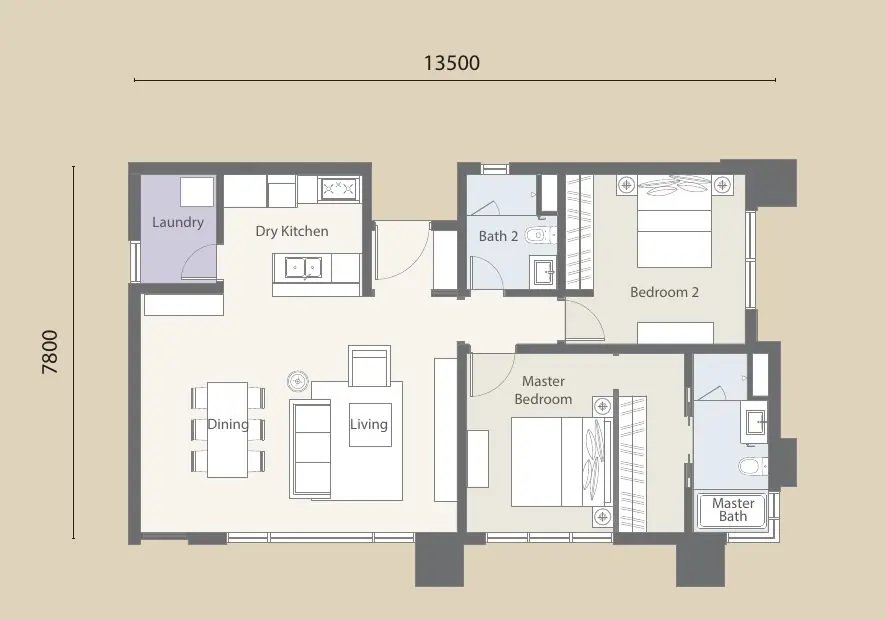 13500
7800
Laundry
Dry Kitchen
Bath 2
Bedroom 2
Master
Bedroom
Dining
Living
Master
Bath